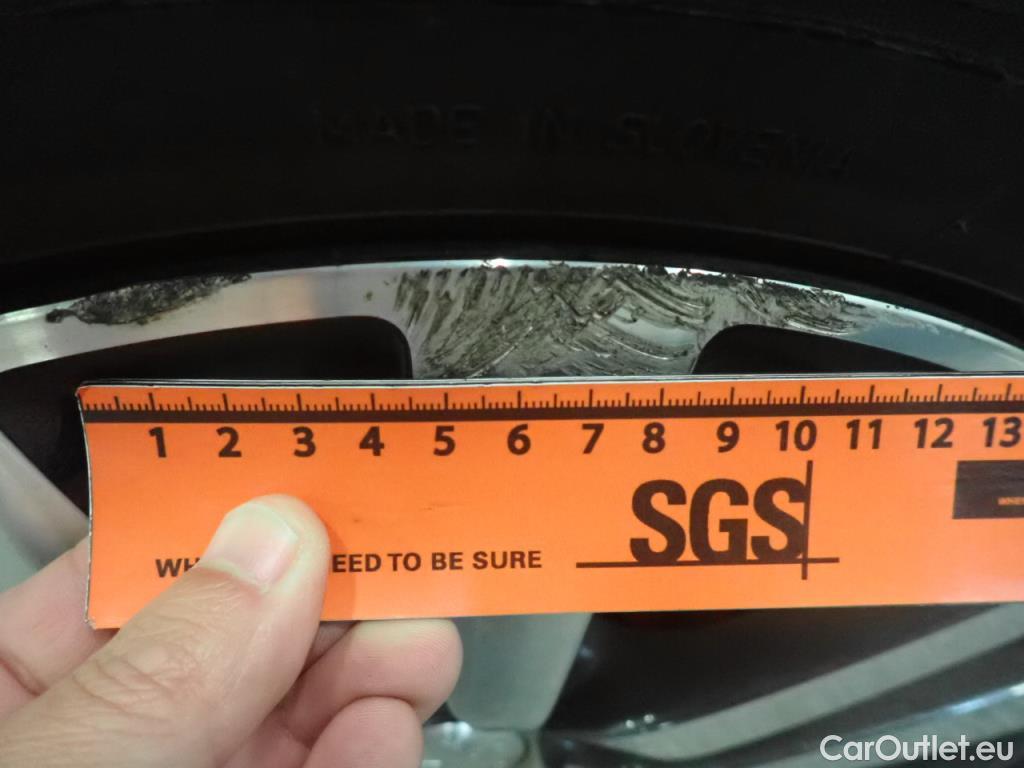 MADE IN SLOVENIA
1 2 3 4 5 6 7 8 9 10 11 12 13
SGS
EED TO BE SURE
CarOutlet.eu